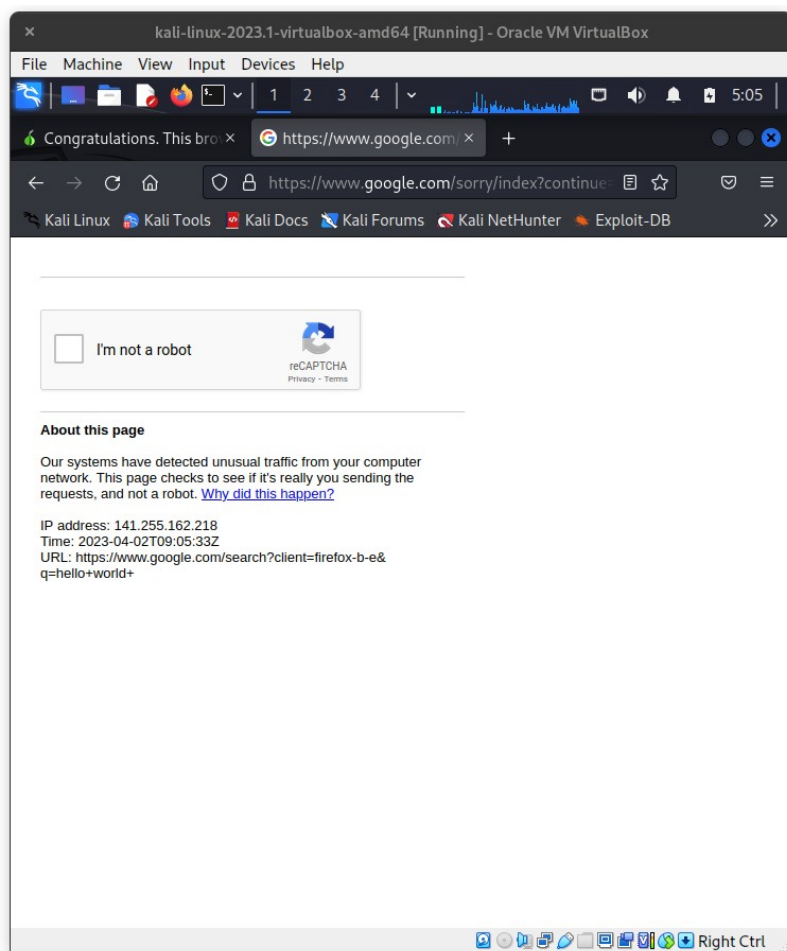 kali-linux-2023.1-virtualbox-amd64 [Running] - Oracle VM VirtualBox
File Machine View Input Devices Help
1 2 3 4 5:05
Congratulations. This bro https://www.google.com/
https://www.google.com/sorry/index?continue=
Kali Linux Kali Tools Kali Docs Kali Forums Kali NetHunter Exploit-DB
I'm not a robot
reCAPTCHA
Privacy - Terms
About this page
Our systems have detected unusual traffic from your computer
network. This page checks to see if it's really you sending the
requests, and not a robot. Why did this happen?
IP address: 141.255.162.218
Time: 2023-04-02T09:05:33Z
URL: https://www.google.com/search?client=firefox-b-e&
q=hello+world+
Right Ctrl